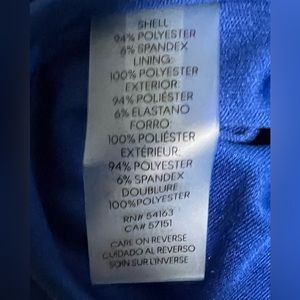 SHELL
94% POLYESTER
6% SPANDEX
LINING:
100% POLYESTER
EXTERIOR:
94% POLIÉSTER
6% ELASTANO
FORRO:
100% POLIÉSTER
EXTÉRIEUR:
94% POLYESTER
6% SPANDEX
DOUBLURE
100%POLYESTER
RN# 54163
CA# 57151
CARE ON REVERSE
CUIDADO AL REVERSO
SOIN SUR L'INVERSE